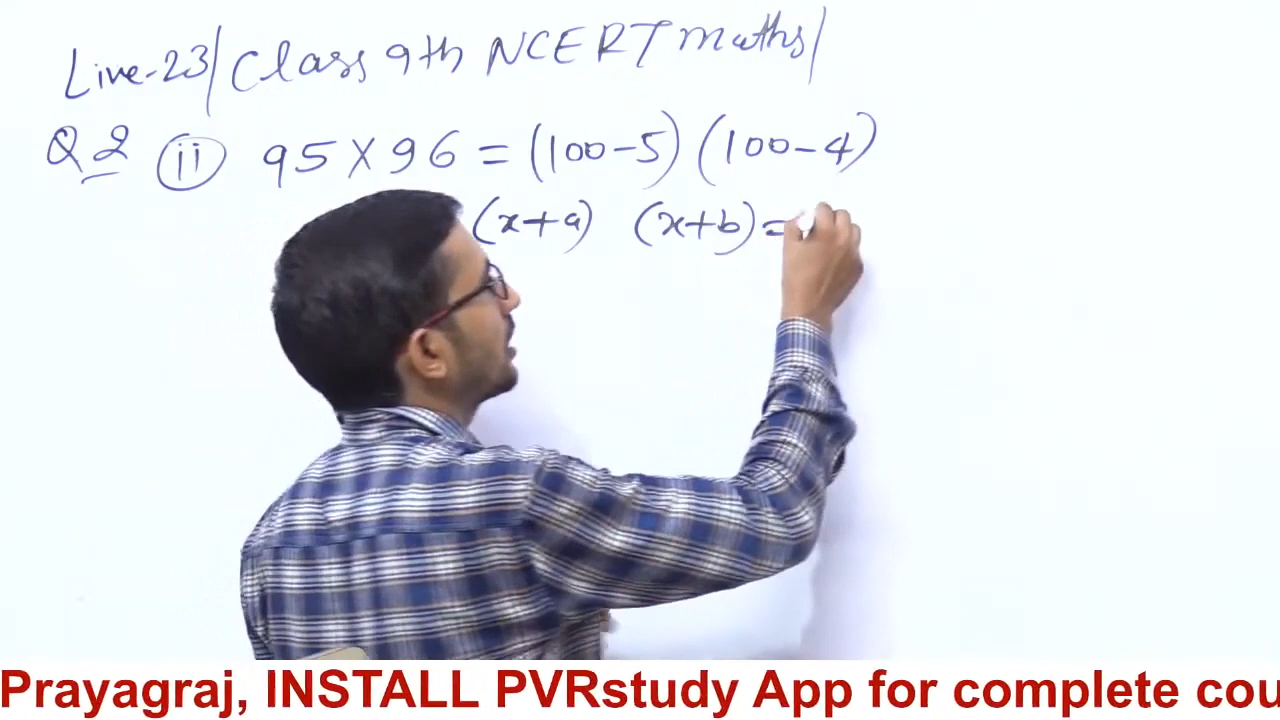 Live-23/Class 9th NCERT maths/
Q2 (ii) 95 X 96 = (100-5) (100-4)
(x+a) (x+b) =
Prayagraj, INSTALL PVRstudy App for complete cou